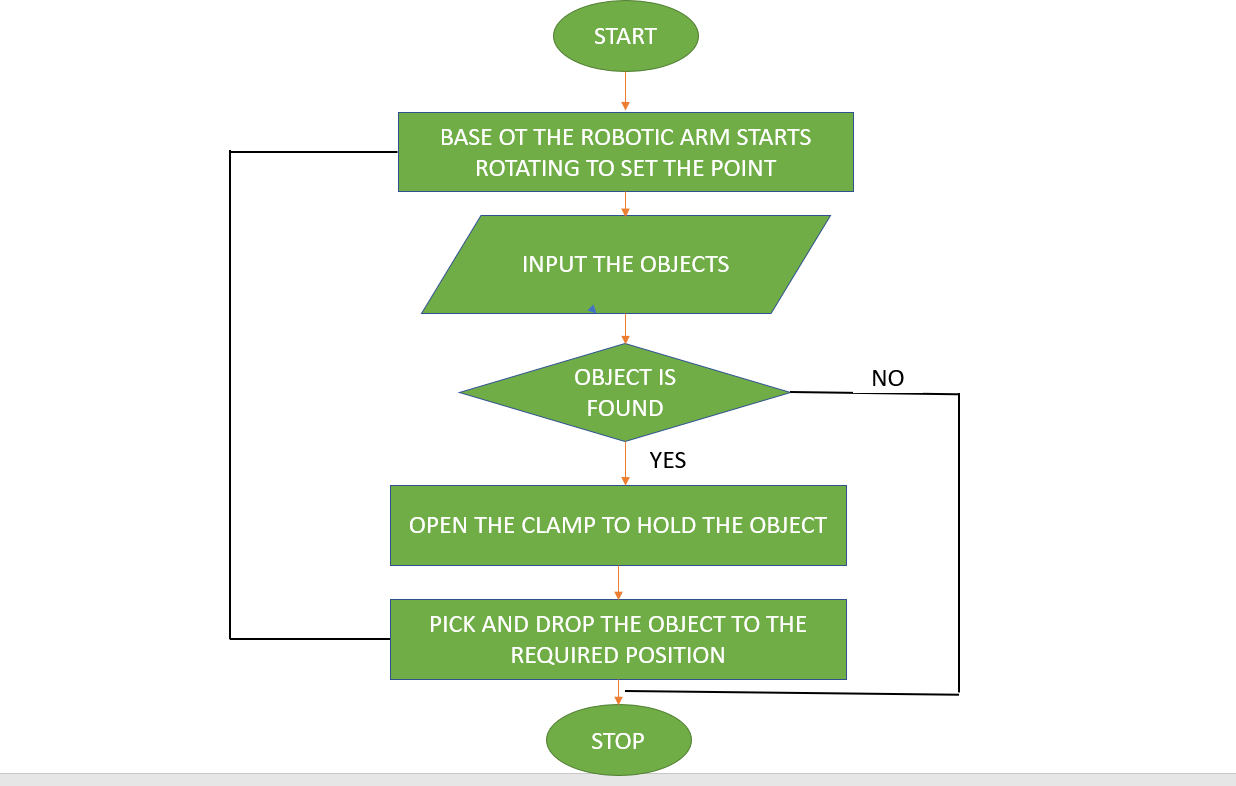 START
BASE OT THE ROBOTIC ARM STARTS
ROTATING TO SET THE POINT
INPUT THE OBJECTS
OBJECT IS
FOUND
NO
YES
OPEN THE CLAMP TO HOLD THE OBJECT
PICK AND DROP THE OBJECT TO THE
REQUIRED POSITION
STOP